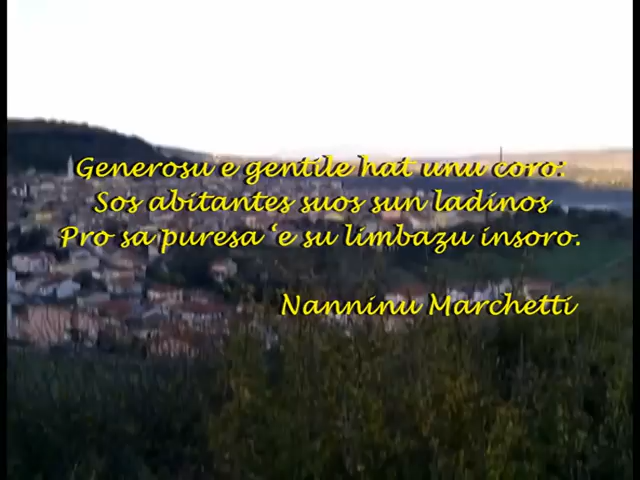 Generosu e gentile hat unu coro:
Sos abitantes suos sun ladinos
Pro sa puresa ‘e su limbazu insoro.
Nanninu Marchetti